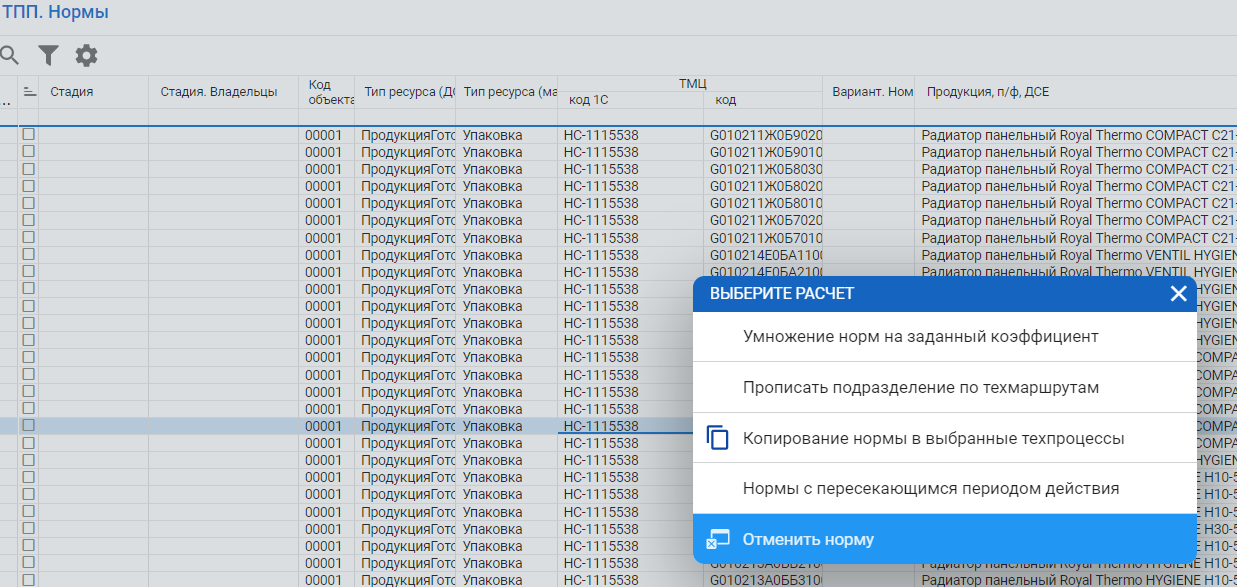 ТПП. Нормы
... Стадия Стадия. Владельцы Код объекта Тип ресурса (ДС Тип ресурса (ма ТМЦ код 1С код Вариант. Ном Продукция, п/ф, ДСЕ
00001 ПродукцияГото Упаковка НС-1115538 G010211Ж0Б9020 Радиатор панельный Royal Thermo COMPACT C21-
00001 ПродукцияГото Упаковка НС-1115538 G010211Ж0Б9010 Радиатор панельный Royal Thermo COMPACT C21-
00001 ПродукцияГото Упаковка НС-1115538 G010211Ж0Б8030 Радиатор панельный Royal Thermo COMPACT C21-
00001 ПродукцияГото Упаковка НС-1115538 G010211Ж0Б8020 Радиатор панельный Royal Thermo COMPACT C21-
00001 ПродукцияГото Упаковка НС-1115538 G010211Ж0Б8010 Радиатор панельный Royal Thermo COMPACT C21-
00001 ПродукцияГото Упаковка НС-1115538 G010211Ж0Б7020 Радиатор панельный Royal Thermo COMPACT C21-
00001 ПродукцияГото Упаковка НС-1115538 G010211Ж0Б7010 Радиатор панельный Royal Thermo COMPACT C21-
00001 ПродукцияГото Упаковка НС-1115538 G010214Е0БА1100 Радиатор панельный Royal Thermo VENTIL HYGIEN
00001 ПродукцияГото Упаковка НС-1115538 G010214Е0БА2100 Радиатор панельный Royal Thermo VENTIL HYGIEN
00001 ПродукцияГото Упаковка НС-1115538 HYGIEN
00001 ПродукцияГото Упаковка НС-1115538 HYGIEN
00001 ПродукцияГото Упаковка НС-1115538 HYGIEN
00001 ПродукцияГото Упаковка НС-1115538 HYGIEN
00001 ПродукцияГото Упаковка НС-1115538 COMPA
00001 ПродукцияГото Упаковка НС-1115538 COMPA
00001 ПродукцияГото Упаковка НС-1115538 COMPA
00001 ПродукцияГото Упаковка НС-1115538 COMPA
00001 ПродукцияГото Упаковка НС-1115538 COMPA
00001 ПродукцияГото Упаковка НС-1115538 COMPA
00001 ПродукцияГото Упаковка НС-1115538 HYGIEN
00001 ПродукцияГото Упаковка НС-1115538 E H10-5
00001 ПродукцияГото Упаковка НС-1115538 E H10-5
00001 ПродукцияГото Упаковка НС-1115538 E H10-5
00001 ПродукцияГото Упаковка НС-1115538 E H30-5
00001 ПродукцияГото Упаковка НС-1115538 E H10-5
00001 ПродукцияГото Упаковка НС-1115538 Радиатор панельный Royal Thermo HYGIENE H10-5
00001 ПродукцияГото Упаковка НС-1115538 G010213А0ББ3100 Радиатор панельный Royal Thermo HYGIENE H10-5
ВЫБЕРИТЕ РАСЧЕТ
Умножение норм на заданный коэффициент
Прописать подразделение по техмаршрутам
Копирование нормы в выбранные техпроцессы
Нормы с пересекающимся периодом действия
Отменить норму